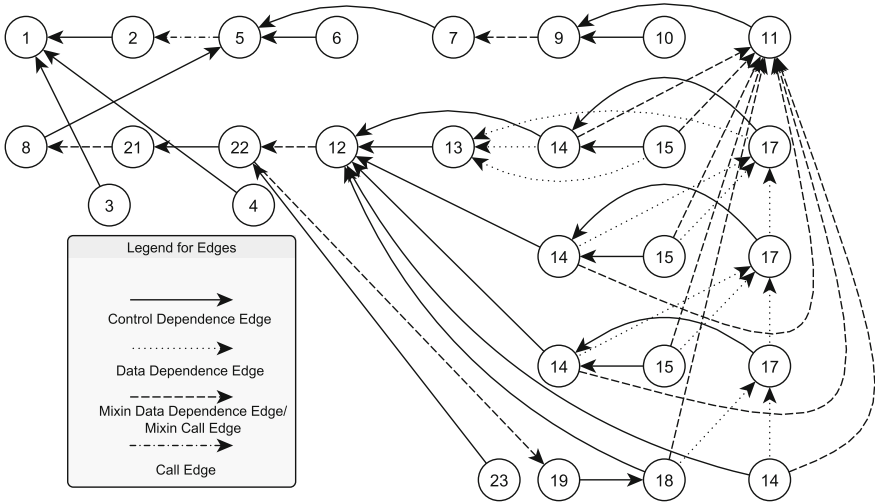 1 2 5 6 7 9 10 11
8 21 22 12 13 14 15 17
3 4
Legend for Edges
14 15 17
Control Dependence Edge
Data Dependence Edge
14 15 17
Mixin Data Dependence Edge/
Mixin Call Edge
Call Edge
23 19 18 14